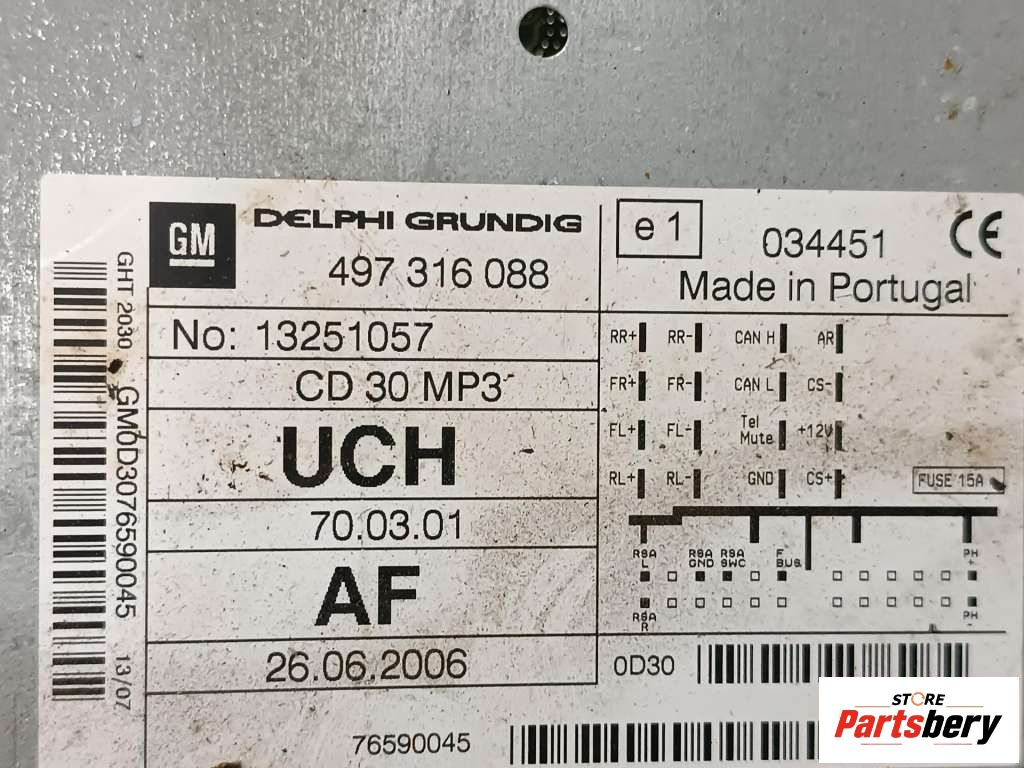 GM
DELPHI GRUNDIG
497 316 088
No: 13251057
CD 30 MP3
UCH
70.03.01
AF
26.06.2006
76590045
GHT 2030 GM0D3076590045 13/07
e1
034451 CE
Made in Portugal
RR+ RR- CAN H AR
FR+ FR- CAN L CS-
FL+ FL- Tel Mute +12V
RL+ RL- GND CS+
FUSE 15A
RSA L RSA GND RSA SWC F BUS PH +
RSA R PH -
0D30
STORE
Partsbery